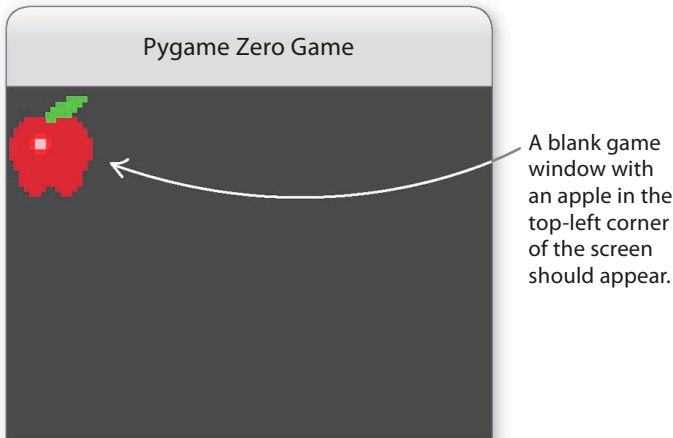 Pygame Zero Game
A blank game
window with
an apple in the
top-left corner
of the screen
should appear.